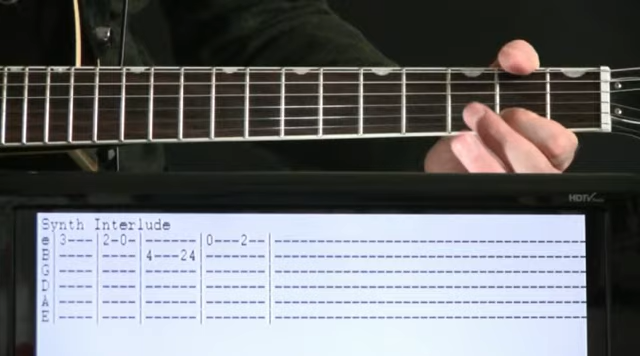 HDTV
Synth Interlude
e|3---|2-0-|------|0---2--|----------------------------------------
B|----|----|4---24|-------|----------------------------------------
G|----|----|------|-------|----------------------------------------
D|----|----|------|-------|----------------------------------------
A|----|----|------|-------|----------------------------------------
E|----|----|------|-------|----------------------------------------